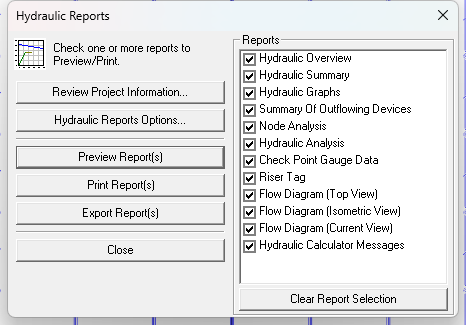 Hydraulic Reports
Check one or more reports to
Preview/Print.
Review Project Information...
Hydraulic Reports Options...
Preview Report(s)
Print Report(s)
Export Report(s)
Close
Reports
Hydraulic Overview
Hydraulic Summary
Hydraulic Graphs
Summary Of Outflowing Devices
Node Analysis
Hydraulic Analysis
Check Point Gauge Data
Riser Tag
Flow Diagram (Top View)
Flow Diagram (Isometric View)
Flow Diagram (Current View)
Hydraulic Calculator Messages
Clear Report Selection